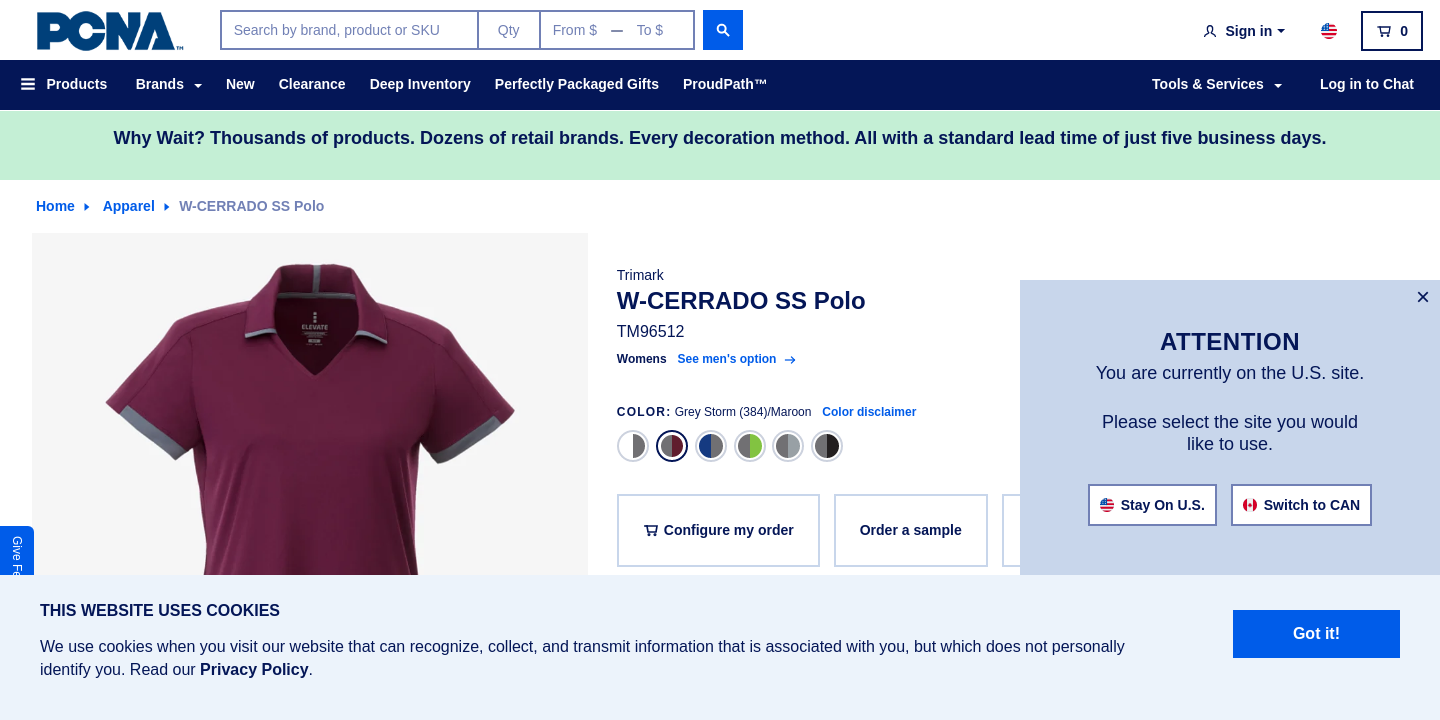 PCNA™
Search by brand, product or SKU
Qty
From $ — To $
Sign in
0
Products
Brands
New
Clearance
Deep Inventory
Perfectly Packaged Gifts
ProudPath™
Tools & Services
Log in to Chat
Why Wait? Thousands of products. Dozens of retail brands. Every decoration method. All with a standard lead time of just five business days.
Home
Apparel
W-CERRADO SS Polo
ELEVATE
Trimark
W-CERRADO SS Polo
TM96512
Womens See men's option
COLOR: Grey Storm (384)/Maroon Color disclaimer
Configure my order
Order a sample
×
ATTENTION
You are currently on the U.S. site.
Please select the site you would
like to use.
Stay On U.S.
Switch to CAN
Give
THIS WEBSITE USES COOKIES
We use cookies when you visit our website that can recognize, collect, and transmit information that is associated with you, but which does not personally
identify you. Read our Privacy Policy.
Got it!